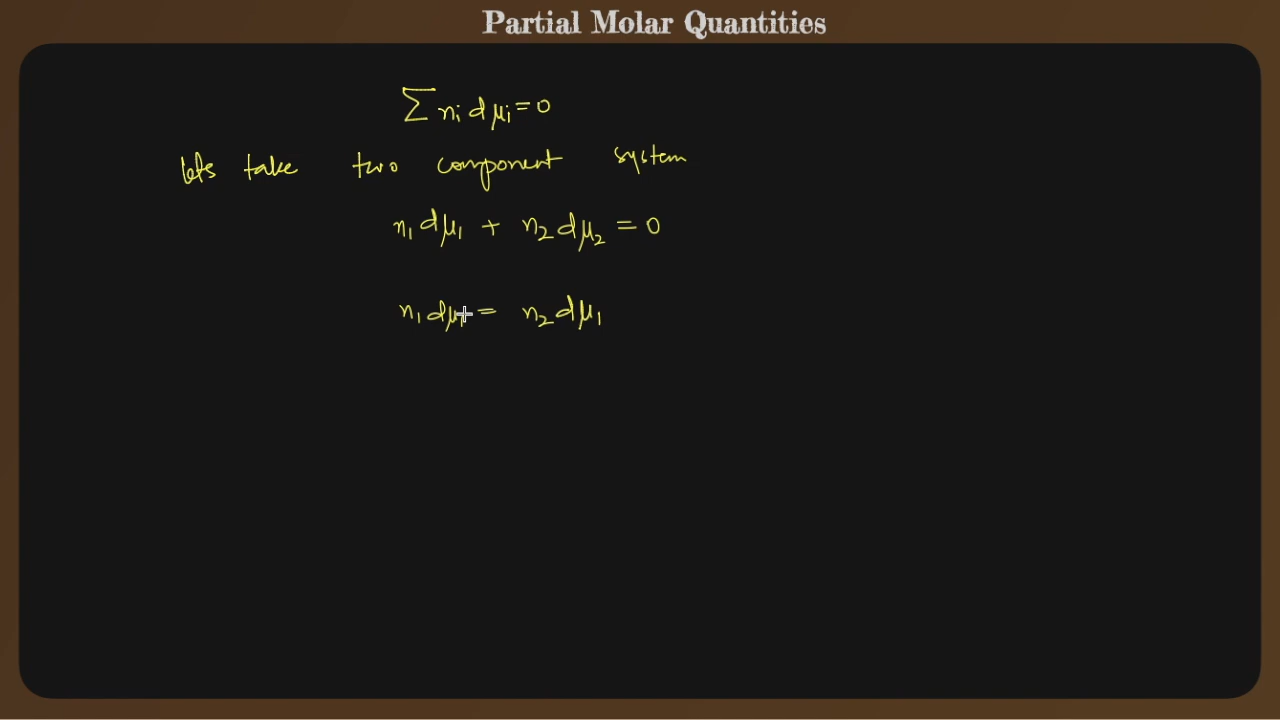 Partial Molar Quantities
∑ nᵢ dμᵢ = 0
lets take two component system
n₁ dμ₁ + n₂ dμ₂ = 0
n₁ dμ₁ = n₂ dμ₁